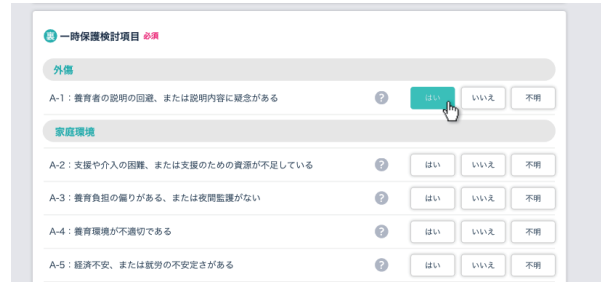 裏 一時保護検討項目 必須
外傷
A-1：養育者の説明の回避、または説明内容に疑念がある ? はい いいえ 不明
家庭環境
A-2：支援や介入の困難、または支援のための資源が不足している ? はい いいえ 不明
A-3：養育負担の偏りがある、または夜間監護がない ? はい いいえ 不明
A-4：養育環境が不適切である ? はい いいえ 不明
A-5：経済不安、または就労の不安定さがある ? はい いいえ 不明